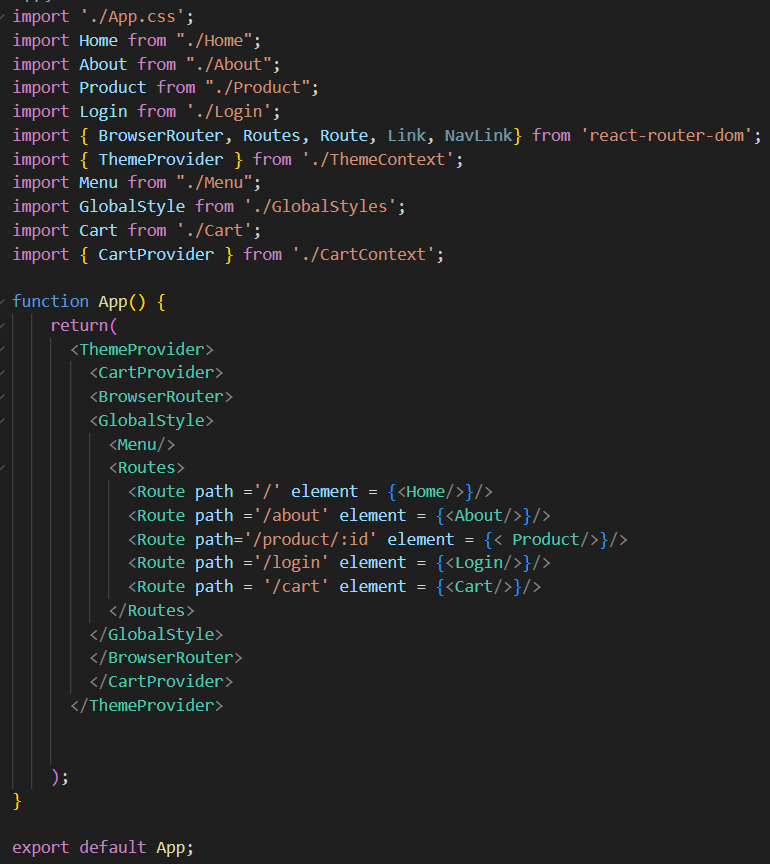 import './App.css';
import Home from "./Home";
import About from "./About";
import Product from "./Product";
import Login from './Login';
import { BrowserRouter, Routes, Route, Link, NavLink} from 'react-router-dom';
import { ThemeProvider } from './ThemeContext';
import Menu from "./Menu";
import GlobalStyle from './GlobalStyles';
import Cart from './Cart';
import { CartProvider } from './CartContext';

function App() {
    return(
      <ThemeProvider>
        <CartProvider>
        <BrowserRouter>
        <GlobalStyle>
          <Menu/>
          <Routes>
            <Route path ='/' element = {<Home/>}/>
            <Route path ='/about' element = {<About/>}/>
            <Route path='/product/:id' element = {< Product/>}/>
            <Route path ='/login' element = {<Login/>}/>
            <Route path = '/cart' element = {<Cart/>}/>
          </Routes>
        </GlobalStyle>
        </BrowserRouter>
        </CartProvider>
      </ThemeProvider>


    );
}

export default App;